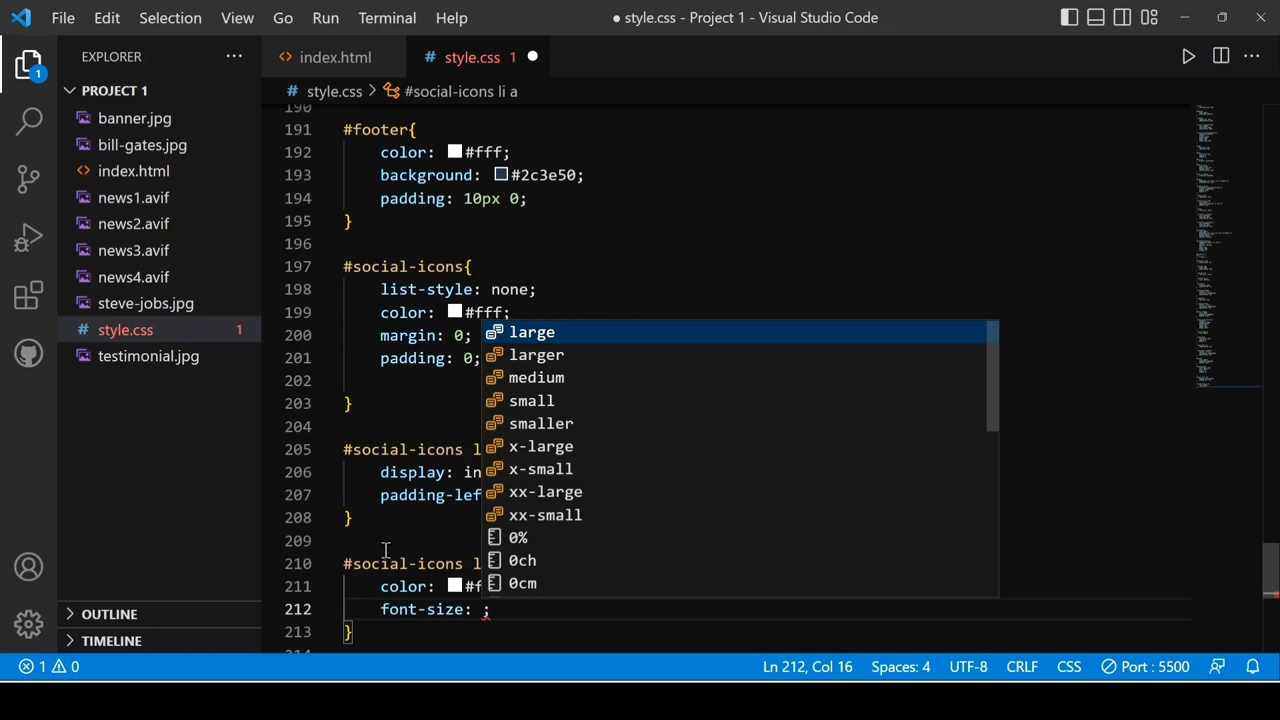 File Edit Selection View Go Run Terminal Help
● style.css - Project 1 - Visual Studio Code
EXPLORER
PROJECT 1
banner.jpg
bill-gates.jpg
index.html
news1.avif
news2.avif
news3.avif
news4.avif
steve-jobs.jpg
style.css 1
testimonial.jpg
OUTLINE
TIMELINE
1
<> index.html
# style.css 1
# style.css > #social-icons li a
190
191 #footer{
192 color: #fff;
193 background: #2c3e50;
194 padding: 10px 0;
195 }
196
197 #social-icons{
198 list-style: none;
199 color: #fff;
200 margin: 0;
201 padding: 0;
202
203 }
204
205 #social-icons l
206 display: in
207 padding-lef
208 }
209
210 #social-icons l
211 color: #f
212 font-size: ;
213 }
large
larger
medium
small
smaller
x-large
x-small
xx-large
xx-small
0%
0ch
0cm
1 0 Ln 212, Col 16 Spaces: 4 UTF-8 CRLF CSS Port : 5500